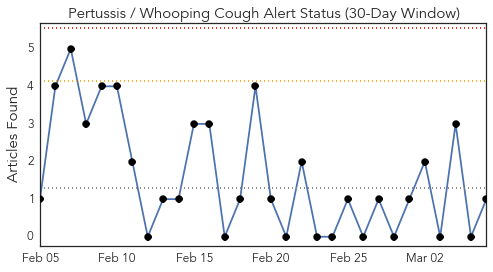 Pertussis / Whooping Cough Alert Status (30-Day Window)
Articles Found
5
4
3
2
1
0
Feb 05 Feb 10 Feb 15 Feb 20 Feb 25 Mar 02